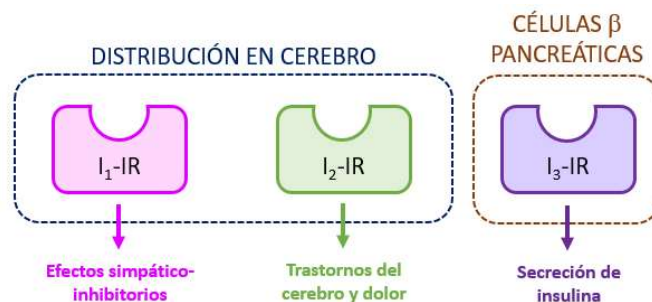 DISTRIBUCIÓN EN CEREBRO
CÉLULAS β
PANCREÁTICAS
I₁-IR
I₂-IR
I₃-IR
Efectos simpático-
inhibitorios
Trastornos del
cerebro y dolor
Secreción de
insulina